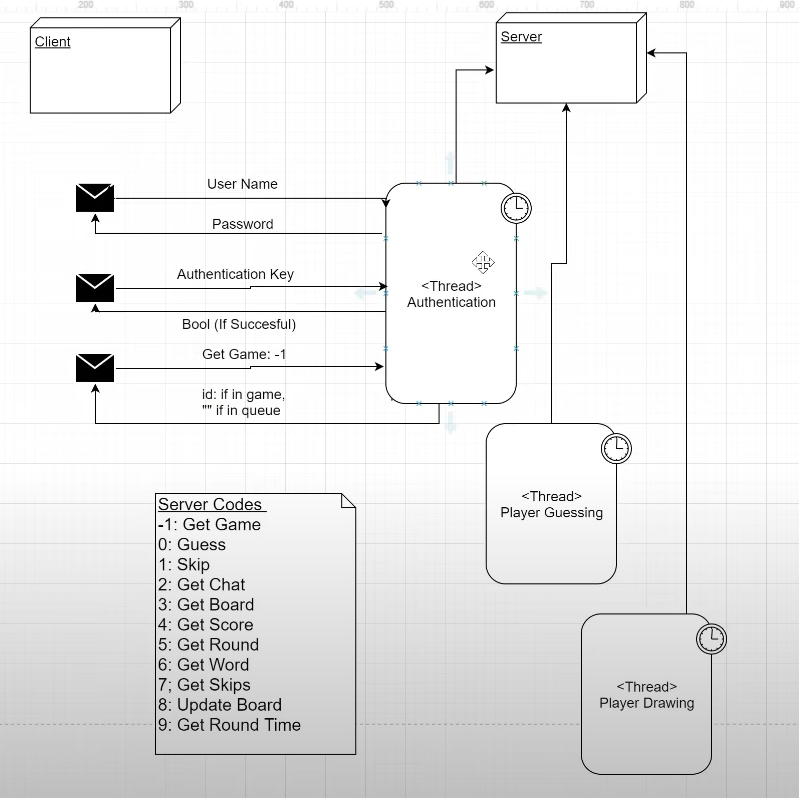 200
300
400
500
600
700
800
900
Client
Server
User Name
Password
Authentication Key
Bool (If Succesful)
Get Game: -1
id: if in game,
"" if in queue
<Thread>
Authentication
<Thread>
Player Guessing
<Thread>
Player Drawing
Server Codes
-1: Get Game
0: Guess
1: Skip
2: Get Chat
3: Get Board
4: Get Score
5: Get Round
6: Get Word
7; Get Skips
8: Update Board
9: Get Round Time